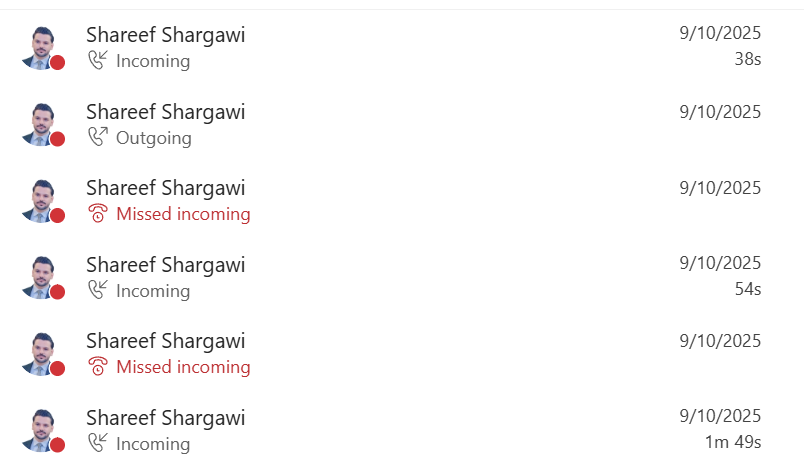 Shareef Shargawi
9/10/2025
Incoming
38s
Shareef Shargawi
9/10/2025
Outgoing
Shareef Shargawi
9/10/2025
Missed incoming
Shareef Shargawi
9/10/2025
Incoming
54s
Shareef Shargawi
9/10/2025
Missed incoming
Shareef Shargawi
9/10/2025
Incoming
1m 49s